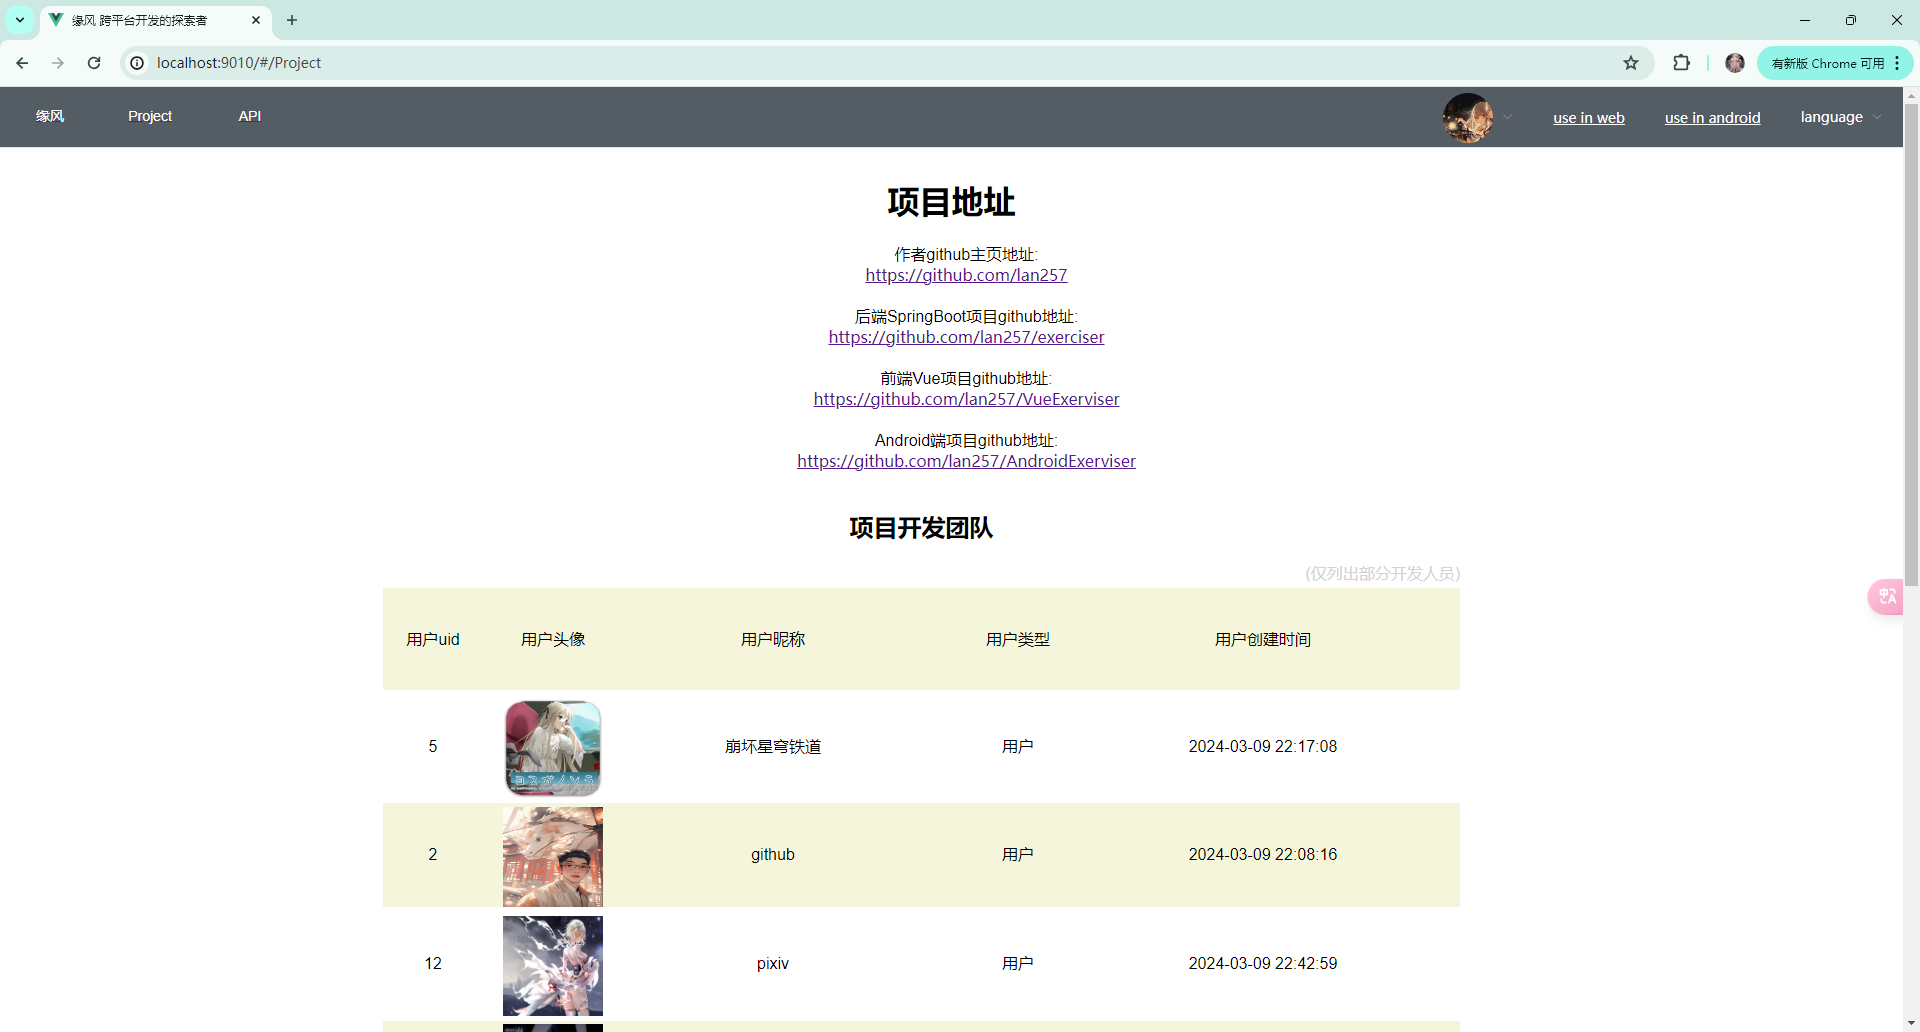 缘风 跨平台开发的探索者
localhost:9010/#/Project
有新版 Chrome 可用
缘风 Project API use in web use in android language
项目地址
作者github主页地址:
https://github.com/lan257
后端SpringBoot项目github地址:
https://github.com/lan257/exerciser
前端Vue项目github地址:
https://github.com/lan257/VueExerviser
Android端项目github地址:
https://github.com/lan257/AndroidExerviser
项目开发团队
(仅列出部分开发人员)
用户uid 用户头像 用户昵称 用户类型 用户创建时间
5 崩坏星穹铁道 用户 2024-03-09 22:17:08
ヨスガノソラ
2 github 用户 2024-03-09 22:08:16
12 pixiv 用户 2024-03-09 22:42:59